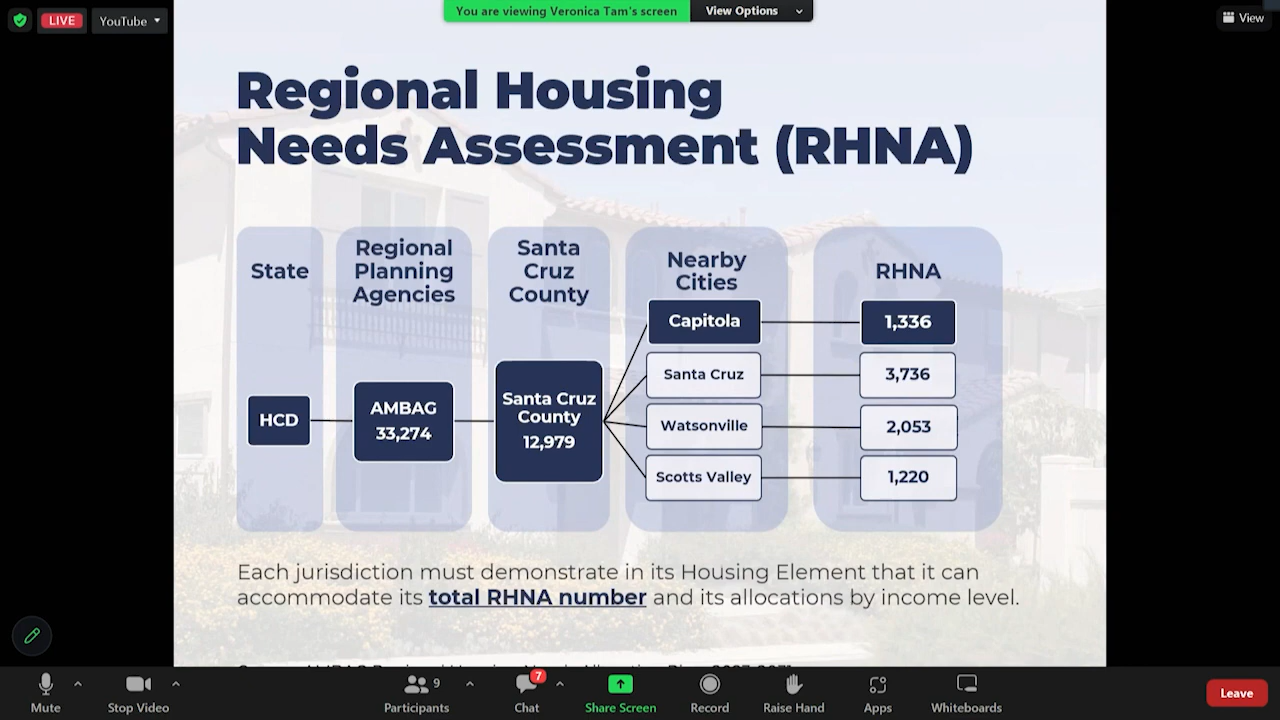 LIVE
YouTube
You are viewing Veronica Tam's screen
View Options
View
Regional Housing
Needs Assessment (RHNA)
State
Regional
Planning
Agencies
Santa
Cruz
County
Nearby
Cities
RHNA
HCD
AMBAG
33,274
Santa Cruz
County
12,979
Capitola
1,336
Santa Cruz
3,736
Watsonville
2,053
Scotts Valley
1,220
Each jurisdiction must demonstrate in its Housing Element that it can
accommodate its total RHNA number and its allocations by income level.
Mute
Stop Video
9
Participants
7
Chat
Share Screen
Record
Raise Hand
Apps
Whiteboards
Leave